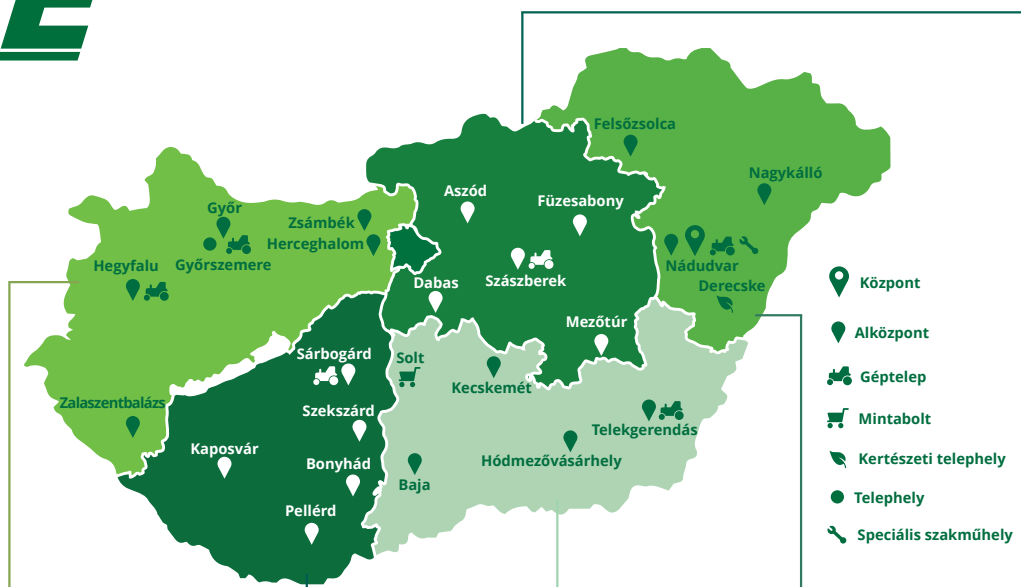 Felsőzsolca
Nagykálló
Aszód
Füzesabony
Győr
Zsámbék
Herceghalom
Győrszemere
Hegyfalu
Szászberek
Nádudvar
Derecske
Dabas
Mezőtúr
Központ
Alközpont
Géptelep
Mintabolt
Kertészeti telephely
Telephely
Speciális szakműhely
Sárbogárd
Solt
Kecskemét
Zalaszentbalázs
Szekszárd
Telekgerendás
Kaposvár
Bonyhád
Hódmezővásárhely
Baja
Pellérd